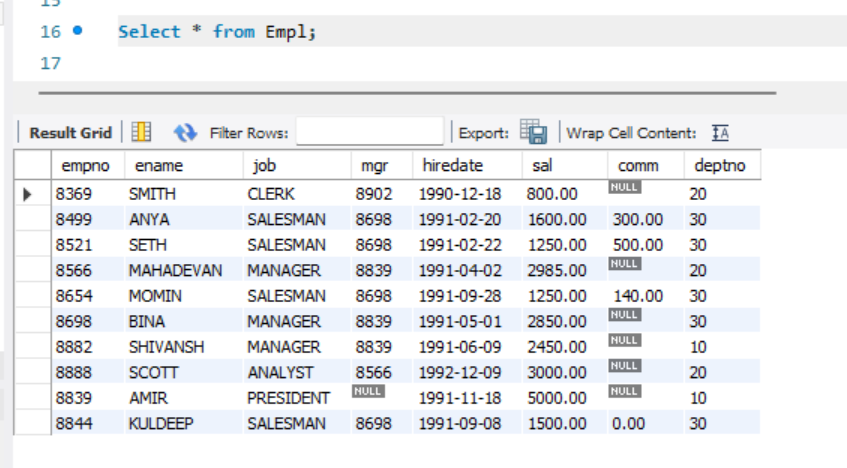 15
16 Select * from Empl;
17
Result Grid Filter Rows: Export: Wrap Cell Content: IA
empno ename job mgr hiredate sal comm deptno
8369 SMITH CLERK 8902 1990-12-18 800.00 NULL 20
8499 ANYA SALESMAN 8698 1991-02-20 1600.00 300.00 30
8521 SETH SALESMAN 8698 1991-02-22 1250.00 500.00 30
8566 MAHADEVAN MANAGER 8839 1991-04-02 2985.00 NULL 20
8654 MOMIN SALESMAN 8698 1991-09-28 1250.00 140.00 30
8698 BINA MANAGER 8839 1991-05-01 2850.00 NULL 30
8882 SHIVANSH MANAGER 8839 1991-06-09 2450.00 NULL 10
8888 SCOTT ANALYST 8566 1992-12-09 3000.00 NULL 20
8839 AMIR PRESIDENT NULL 1991-11-18 5000.00 NULL 10
8844 KULDEEP SALESMAN 8698 1991-09-08 1500.00 0.00 30